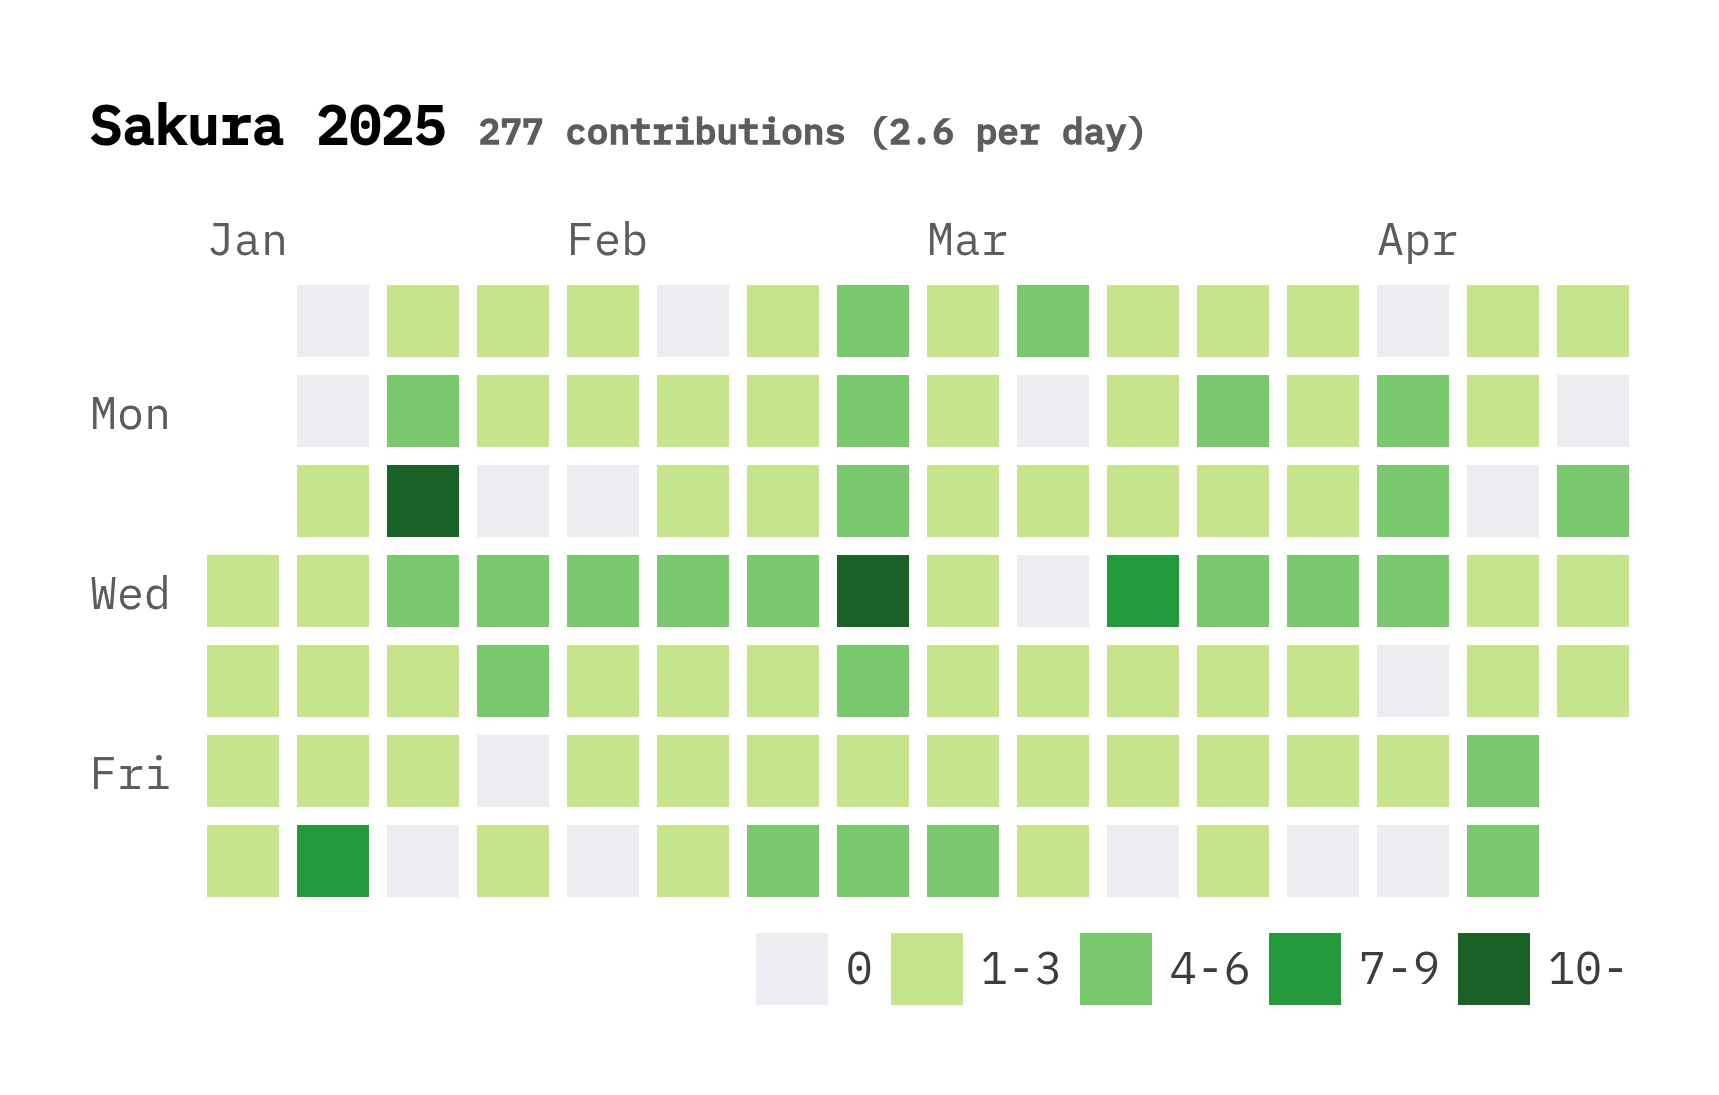 Sakura 2025 277 contributions (2.6 per day)
Jan Feb Mar Apr
Mon
Wed
Fri
0 1-3 4-6 7-9 10-